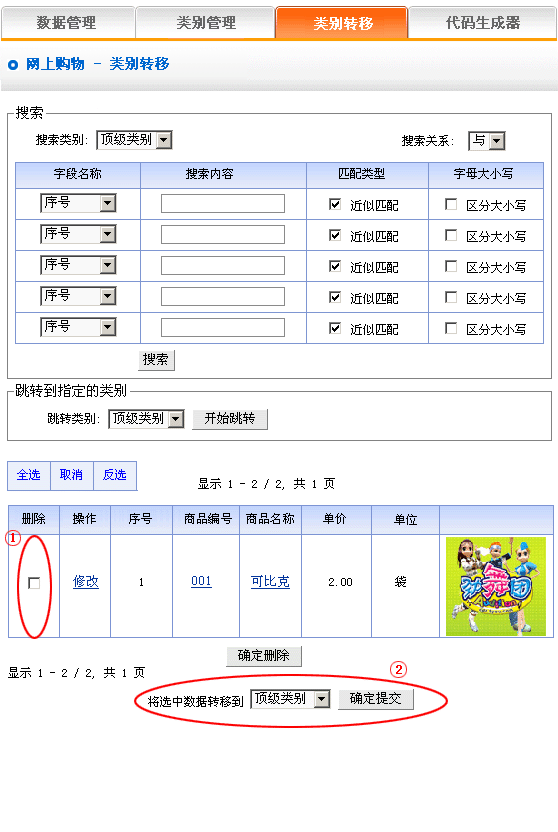 数据管理 类别管理 类别转移 代码生成器
网上购物 - 类别转移
搜索
搜索类别: 顶级类别 搜索关系: 与
字段名称 搜索内容 匹配类型 字母大小写
序号 近似匹配 区分大小写
序号 近似匹配 区分大小写
序号 近似匹配 区分大小写
序号 近似匹配 区分大小写
序号 近似匹配 区分大小写
搜索
跳转到指定的类别
跳转类别: 顶级类别 开始跳转
全选 取消 反选
显示 1 - 2 / 2, 共 1 页
删除 操作 序号 商品编号 商品名称 单价 单位
①
修改 1 001 可比克 2.00 袋
劲舞团
Audition
确定删除
显示 1 - 2 / 2, 共 1 页
②
将选中数据转移到 顶级类别 确定提交